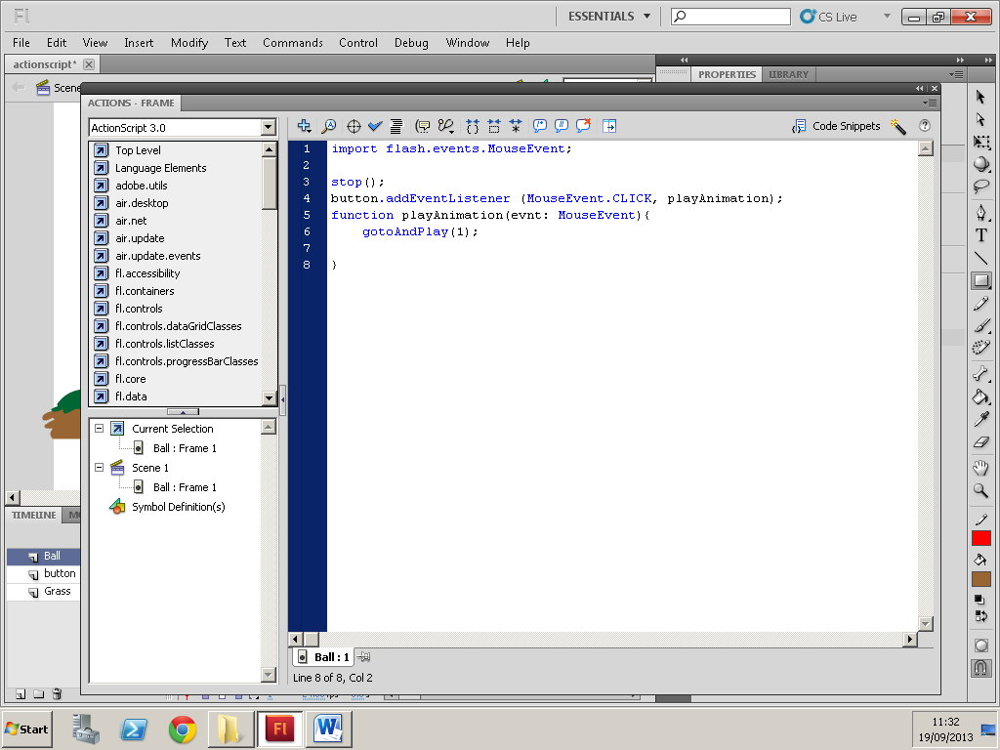 Fl
ESSENTIALS
CS Live
File Edit View Insert Modify Text Commands Control Debug Window Help
actionscript*
PROPERTIES LIBRARY
Scene
ACTIONS - FRAME
ActionScript 3.0
Code Snippets
Top Level
Language Elements
adobe.utils
air.desktop
air.net
air.update
air.update.events
fl.accessibility
fl.containers
fl.controls
fl.controls.dataGridClasses
fl.controls.listClasses
fl.controls.progressBarClasses
fl.core
fl.data
1 import flash.events.MouseEvent;
2
3 stop();
4 button.addEventListener (MouseEvent.CLICK, playAnimation);
5 function playAnimation(evnt: MouseEvent){
6 gotoAndPlay(1);
7
8 }
Current Selection
Ball : Frame 1
Scene 1
Ball : Frame 1
Symbol Definition(s)
TIMELINE
Ball
button
Grass
Ball : 1
Line 8 of 8, Col 2
Start
Fl
W
11:32
19/09/2013